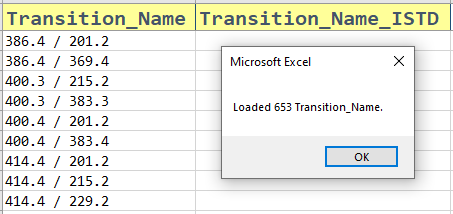 Transition_Name Transition_Name_ISTD
386.4 / 201.2
386.4 / 369.4
400.3 / 215.2
400.3 / 383.3
400.4 / 201.2
400.4 / 383.4
414.4 / 201.2
414.4 / 215.2
414.4 / 229.2
Microsoft Excel
Loaded 653 Transition_Name.
OK